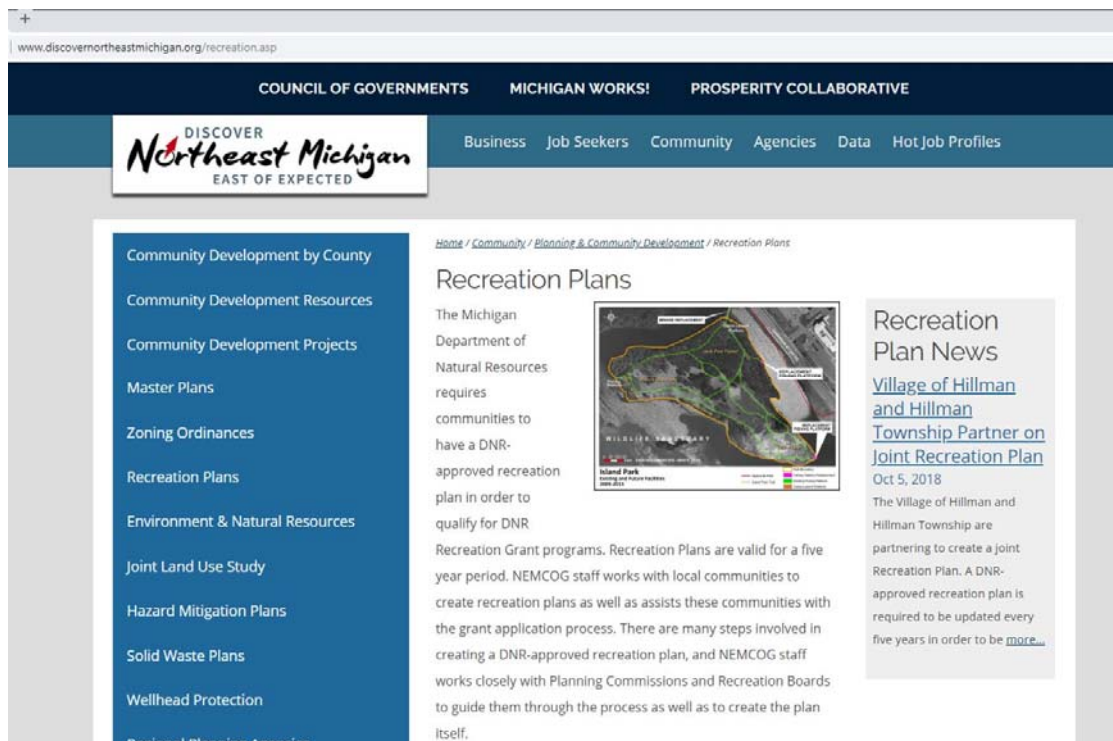 +
www.discovernortheastmichigan.org/recreation.asp
COUNCIL OF GOVERNMENTS MICHIGAN WORKS! PROSPERITY COLLABORATIVE
DISCOVER
Northeast Michigan
EAST OF EXPECTED
Business Job Seekers Community Agencies Data Hot Job Profiles
Community Development by County
Community Development Resources
Community Development Projects
Master Plans
Zoning Ordinances
Recreation Plans
Environment & Natural Resources
Joint Land Use Study
Hazard Mitigation Plans
Solid Waste Plans
Wellhead Protection
Home / Community / Planning & Community Development / Recreation Plans
Recreation Plans
The Michigan
Department of
Natural Resources
requires
communities to
have a DNR-
approved recreation
plan in order to
qualify for DNR
Recreation Grant programs. Recreation Plans are valid for a five
year period. NEMCOG staff works with local communities to
create recreation plans as well as assists these communities with
the grant application process. There are many steps involved in
creating a DNR-approved recreation plan, and NEMCOG staff
works closely with Planning Commissions and Recreation Boards
to guide them through the process as well as to create the plan
itself.
WILDLIFE SANCTUARY
Island Park
Existing and Future Facilities
Recreation
Plan News
Village of Hillman
and Hillman
Township Partner on
Joint Recreation Plan
Oct 5, 2018
The Village of Hillman and
Hillman Township are
partnering to create a joint
Recreation Plan. A DNR-
approved recreation plan is
required to be updated every
five years in order to be more...